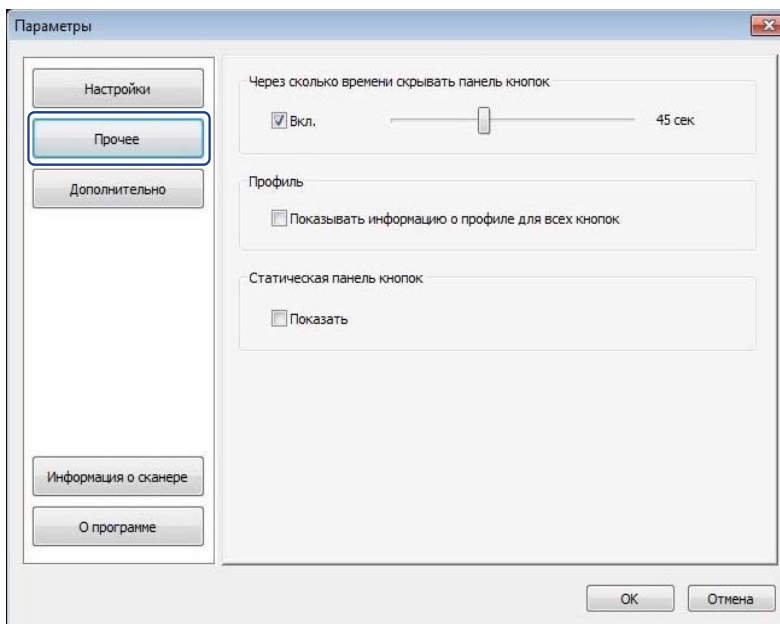 Параметры
Настройки
Прочее
Дополнительно
Информация о сканере
О программе
Через сколько времени скрывать панель кнопок
Вкл.
45 сек
Профиль
Показывать информацию о профиле для всех кнопок
Статическая панель кнопок
Показать
OK
Отмена